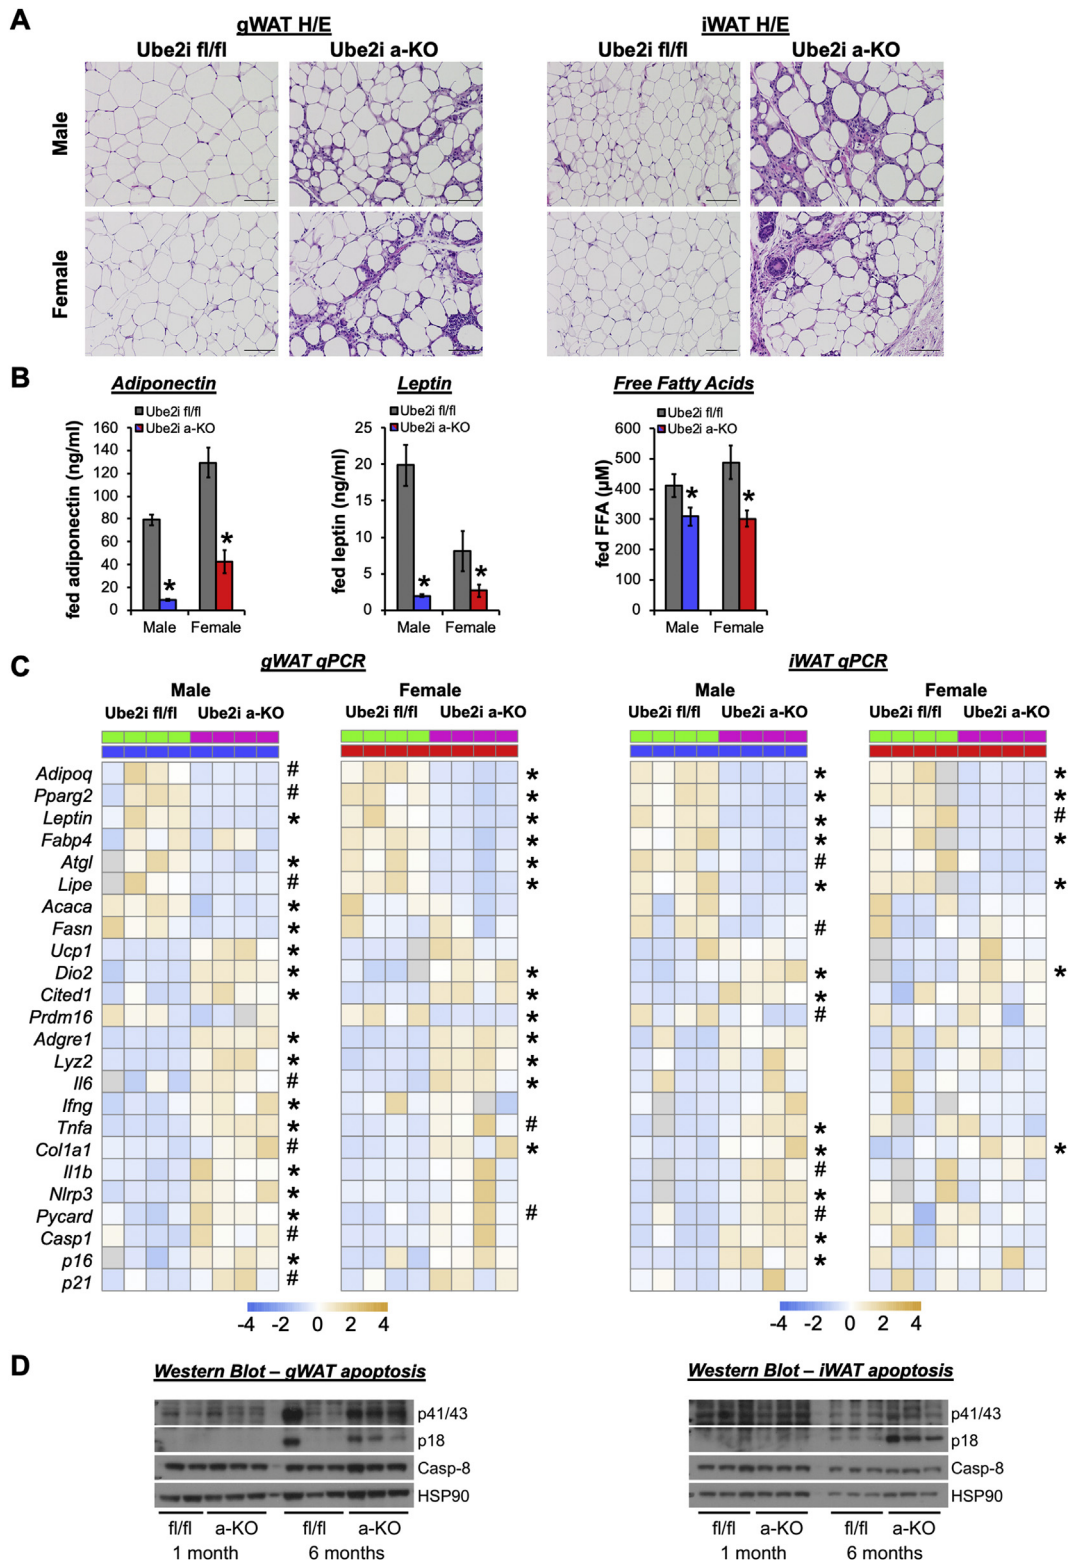 A
gWAT H/E
iWAT H/E
Ube2i fl/fl
Ube2i a-KO
Ube2i fl/fl
Ube2i a-KO
Male
Female
B
Adiponectin
Leptin
Free Fatty Acids
Ube2i fl/fl
Ube2i a-KO
fed adiponectin (ng/ml)
160
140
120
100
80
60
40
20
0
*
*
Male
Female
Ube2i fl/fl
Ube2i a-KO
fed leptin (ng/ml)
25
20
15
10
5
0
*
*
Male
Female
Ube2i fl/fl
Ube2i a-KO
fed FFA (µM)
600
500
400
300
200
100
0
*
*
Male
Female
C
gWAT qPCR
iWAT qPCR
Male
Female
Male
Female
Ube2i fl/fl
Ube2i a-KO
Ube2i fl/fl
Ube2i a-KO
Ube2i fl/fl
Ube2i a-KO
Ube2i fl/fl
Ube2i a-KO
Adipoq # * * *
Pparg2 # * * *
Leptin * * * #
Fabp4 * * *
Atgl * * #
Lipe # * * *
Acaca *
Fasn * #
Ucp1 *
Dio2 * * * *
Cited1 * * *
Prdm16 * #
Adgre1 * *
Lyz2 * *
Il6 # *
Ifng *
Tnfa * # *
Col1a1 # * * *
Il1b * #
Nlrp3 * *
Pycard * # #
Casp1 # *
p16 * *
p21 #
-4 -2 0 2 4
-4 -2 0 2 4
D
Western Blot – gWAT apoptosis
p41/43
p18
Casp-8
HSP90
fl/fl a-KO fl/fl a-KO
1 month 6 months
Western Blot – iWAT apoptosis
p41/43
p18
Casp-8
HSP90
fl/fl a-KO fl/fl a-KO
1 month 6 months